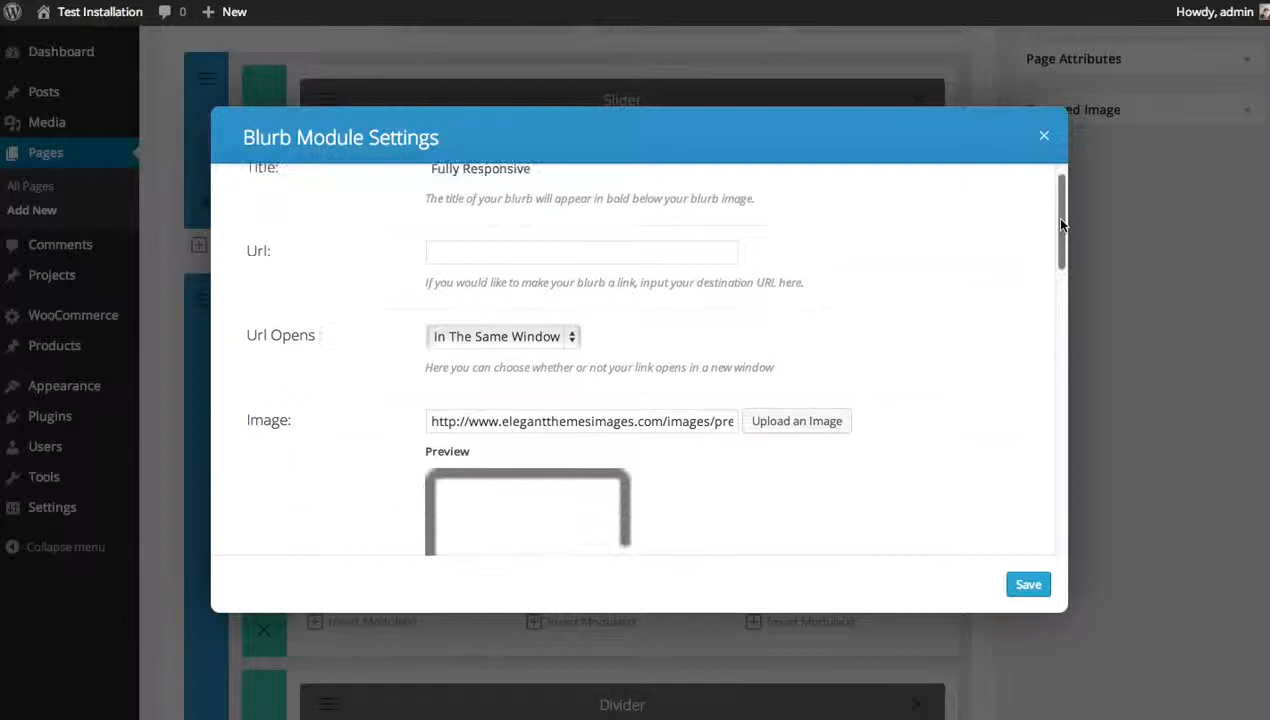 Test Installation
0
New
Howdy, admin
Dashboard
Posts
Media
Pages
All Pages
Add New
Comments
Projects
WooCommerce
Products
Appearance
Plugins
Users
Tools
Settings
Collapse menu
Slider
Page Attributes
Image
Blurb Module Settings
×
Title:
Fully Responsive
The title of your blurb will appear in bold below your blurb image.
Url:
If you would like to make your blurb a link, input your destination URL here.
Url Opens
In The Same Window
Here you can choose whether or not your link opens in a new window
Image:
http://www.elegantthemesimages.com/images/pre
Upload an Image
Preview
Save
Insert Module(s)
Insert Module(s)
Insert Module(s)
Divider